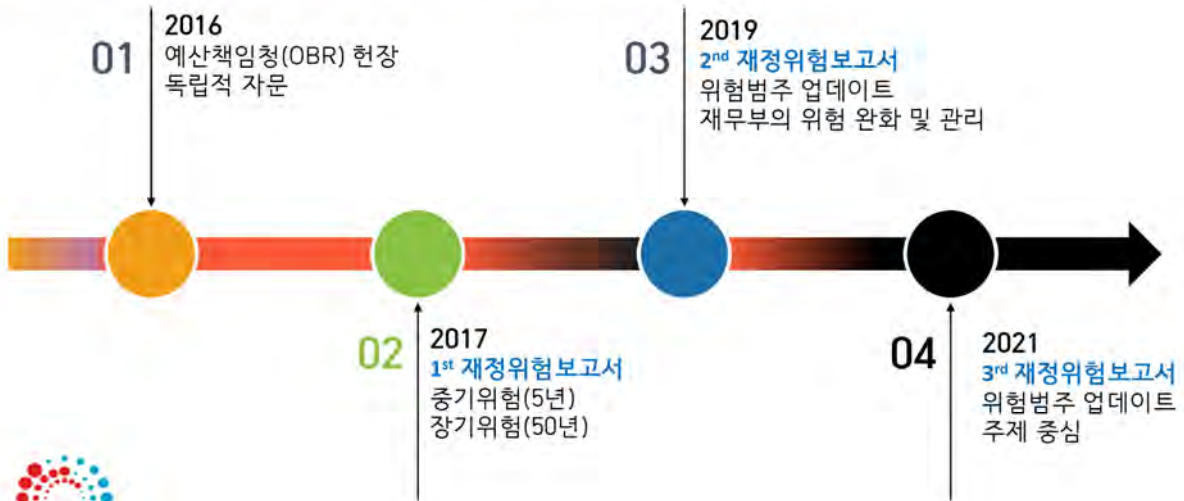 01
2016
예산책임청(OBR) 헌장
독립적 자문
02
2017
1st 재정위험보고서
중기위험(5년)
장기위험(50년)
03
2019
2nd 재정위험보고서
위험범주 업데이트
재무부의 위험 완화 및 관리
04
2021
3rd 재정위험보고서
위험범주 업데이트
주제 중심